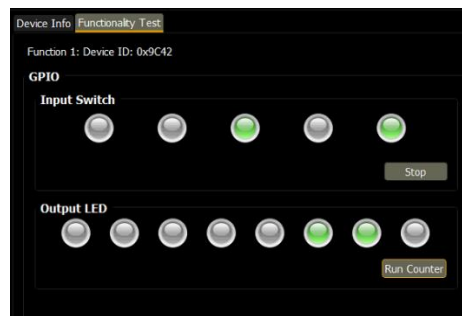 Device Info Functionality Test
Function 1: Device ID: 0x9C42
GPIO
Input Switch
Stop
Output LED
Run Counter